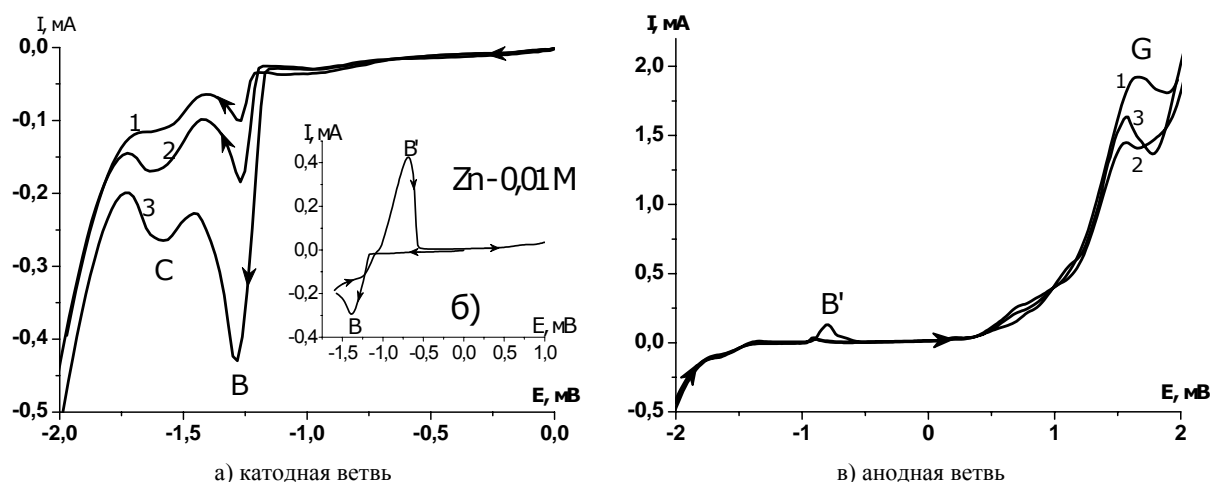 I, мА
0,0
-0,1
-0,2
-0,3
-0,4
-0,5
-2,0 -1,5 -1,0 -0,5 0,0
E, мВ
1
2
3
C
B
I, мА
0,4
0,2
0,0
-0,2
-0,4
-1,5 -1,0 -0,5 0,0 0,5 1,0
E, мВ
B'
B
Zn-0,01M
б)
а) катодная ветвь
I, мА
2,0
1,5
1,0
0,5
0,0
-0,5
-2 -1 0 1 2
E, мВ
B'
G
1
3
2
в) анодная ветвь